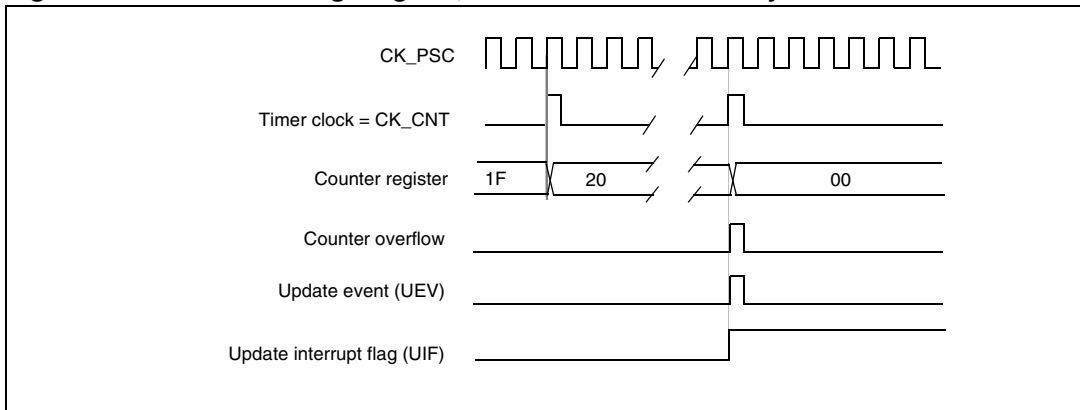 CK_PSC
Timer clock = CK_CNT
Counter register 1F 20 00
Counter overflow
Update event (UEV)
Update interrupt flag (UIF)